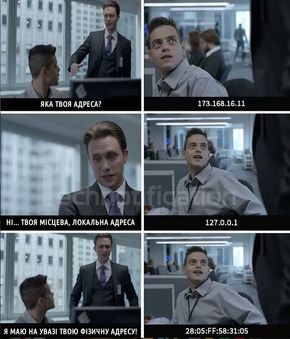 ЯКА ТВОЯ АДРЕСА?
173.168.16.11
НІ... ТВОЯ МІСЦЕВА, ЛОКАЛЬНА АДРЕСА
127.0.0.1
Я МАЮ НА УВАЗІ ТВОЮ ФІЗИЧНУ АДРЕСУ!
28:05:FF:58:31:05